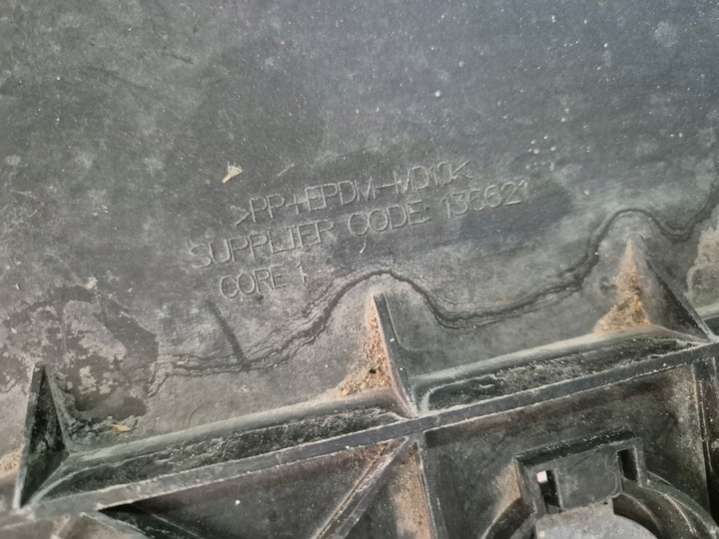 >PP+EPDM-MD10<
SUPPLIER CODE: 136621
CORE 1